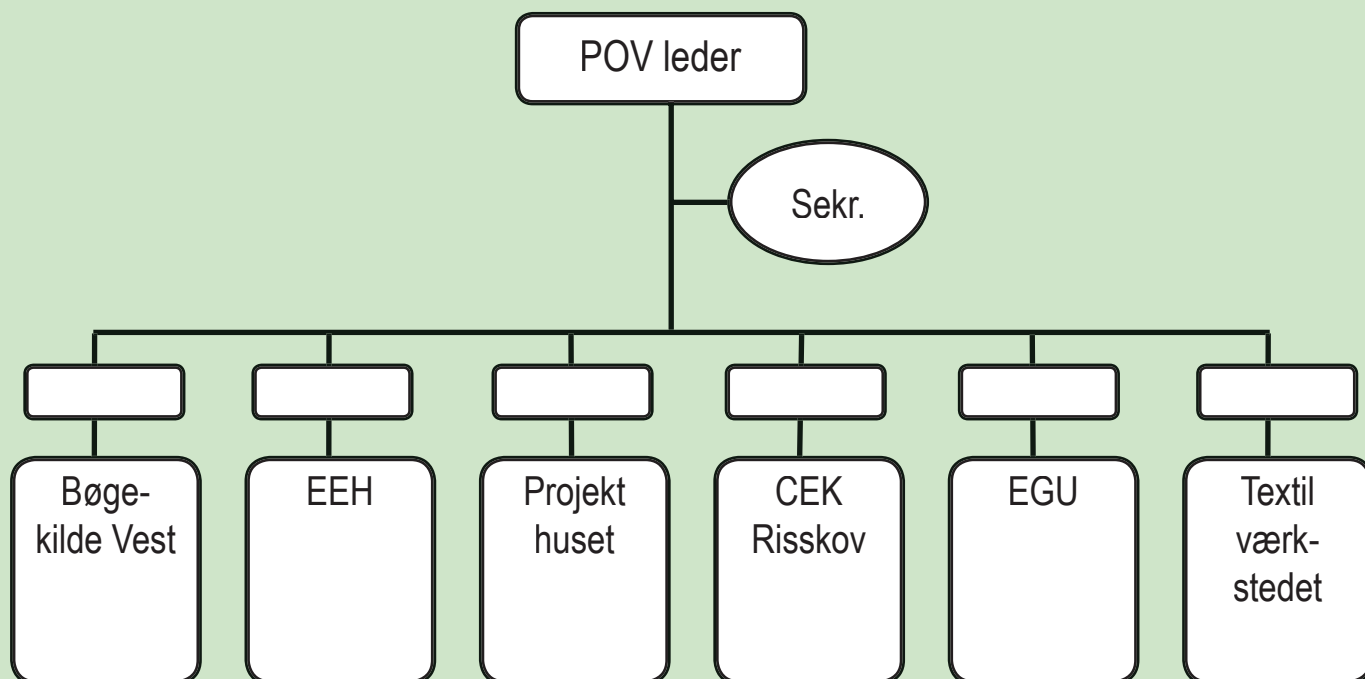 POV leder
Sekr.
Bøge-
kilde Vest
EEH
Projekt
huset
CEK
Risskov
EGU
Textil
værk-
stedet